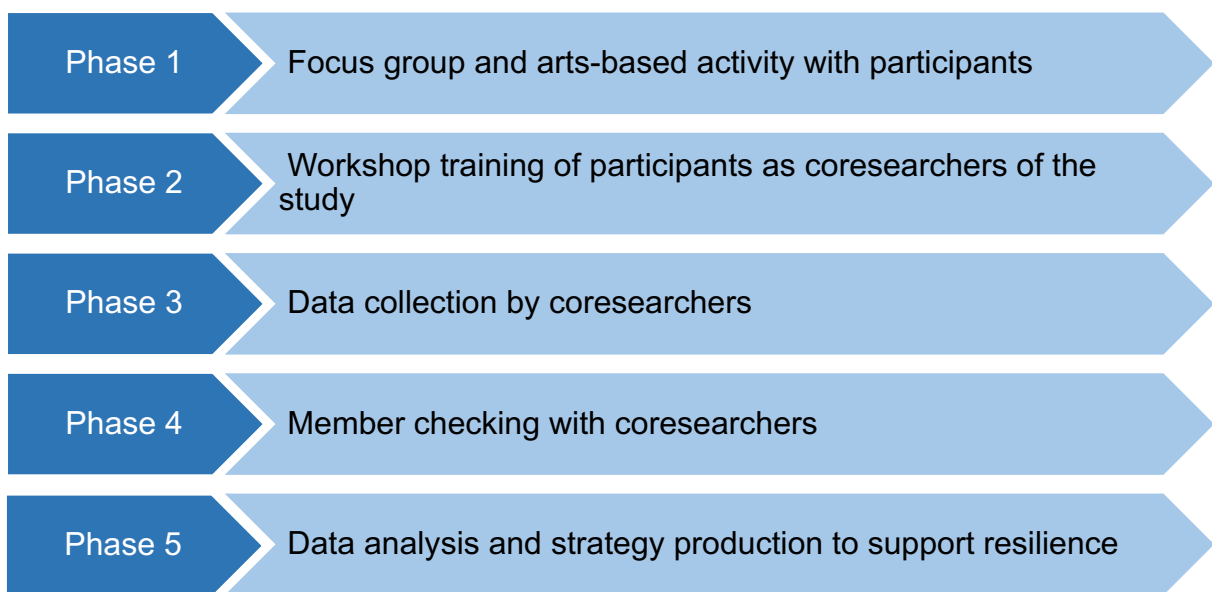 Phase 1
Focus group and arts-based activity with participants
Phase 2
Workshop training of participants as coresearchers of the
study
Phase 3
Data collection by coresearchers
Phase 4
Member checking with coresearchers
Phase 5
Data analysis and strategy production to support resilience